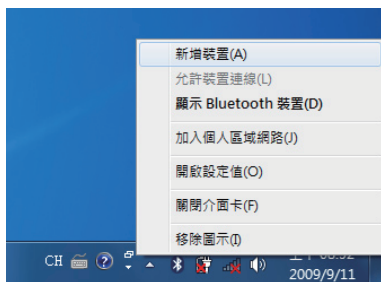 新增裝置(A)
允許裝置連線(L)
顯示 Bluetooth 裝置(D)
加入個人區域網路(J)
開啟設定值(O)
關閉介面卡(F)
移除圖示(I)
CH
2009/9/11